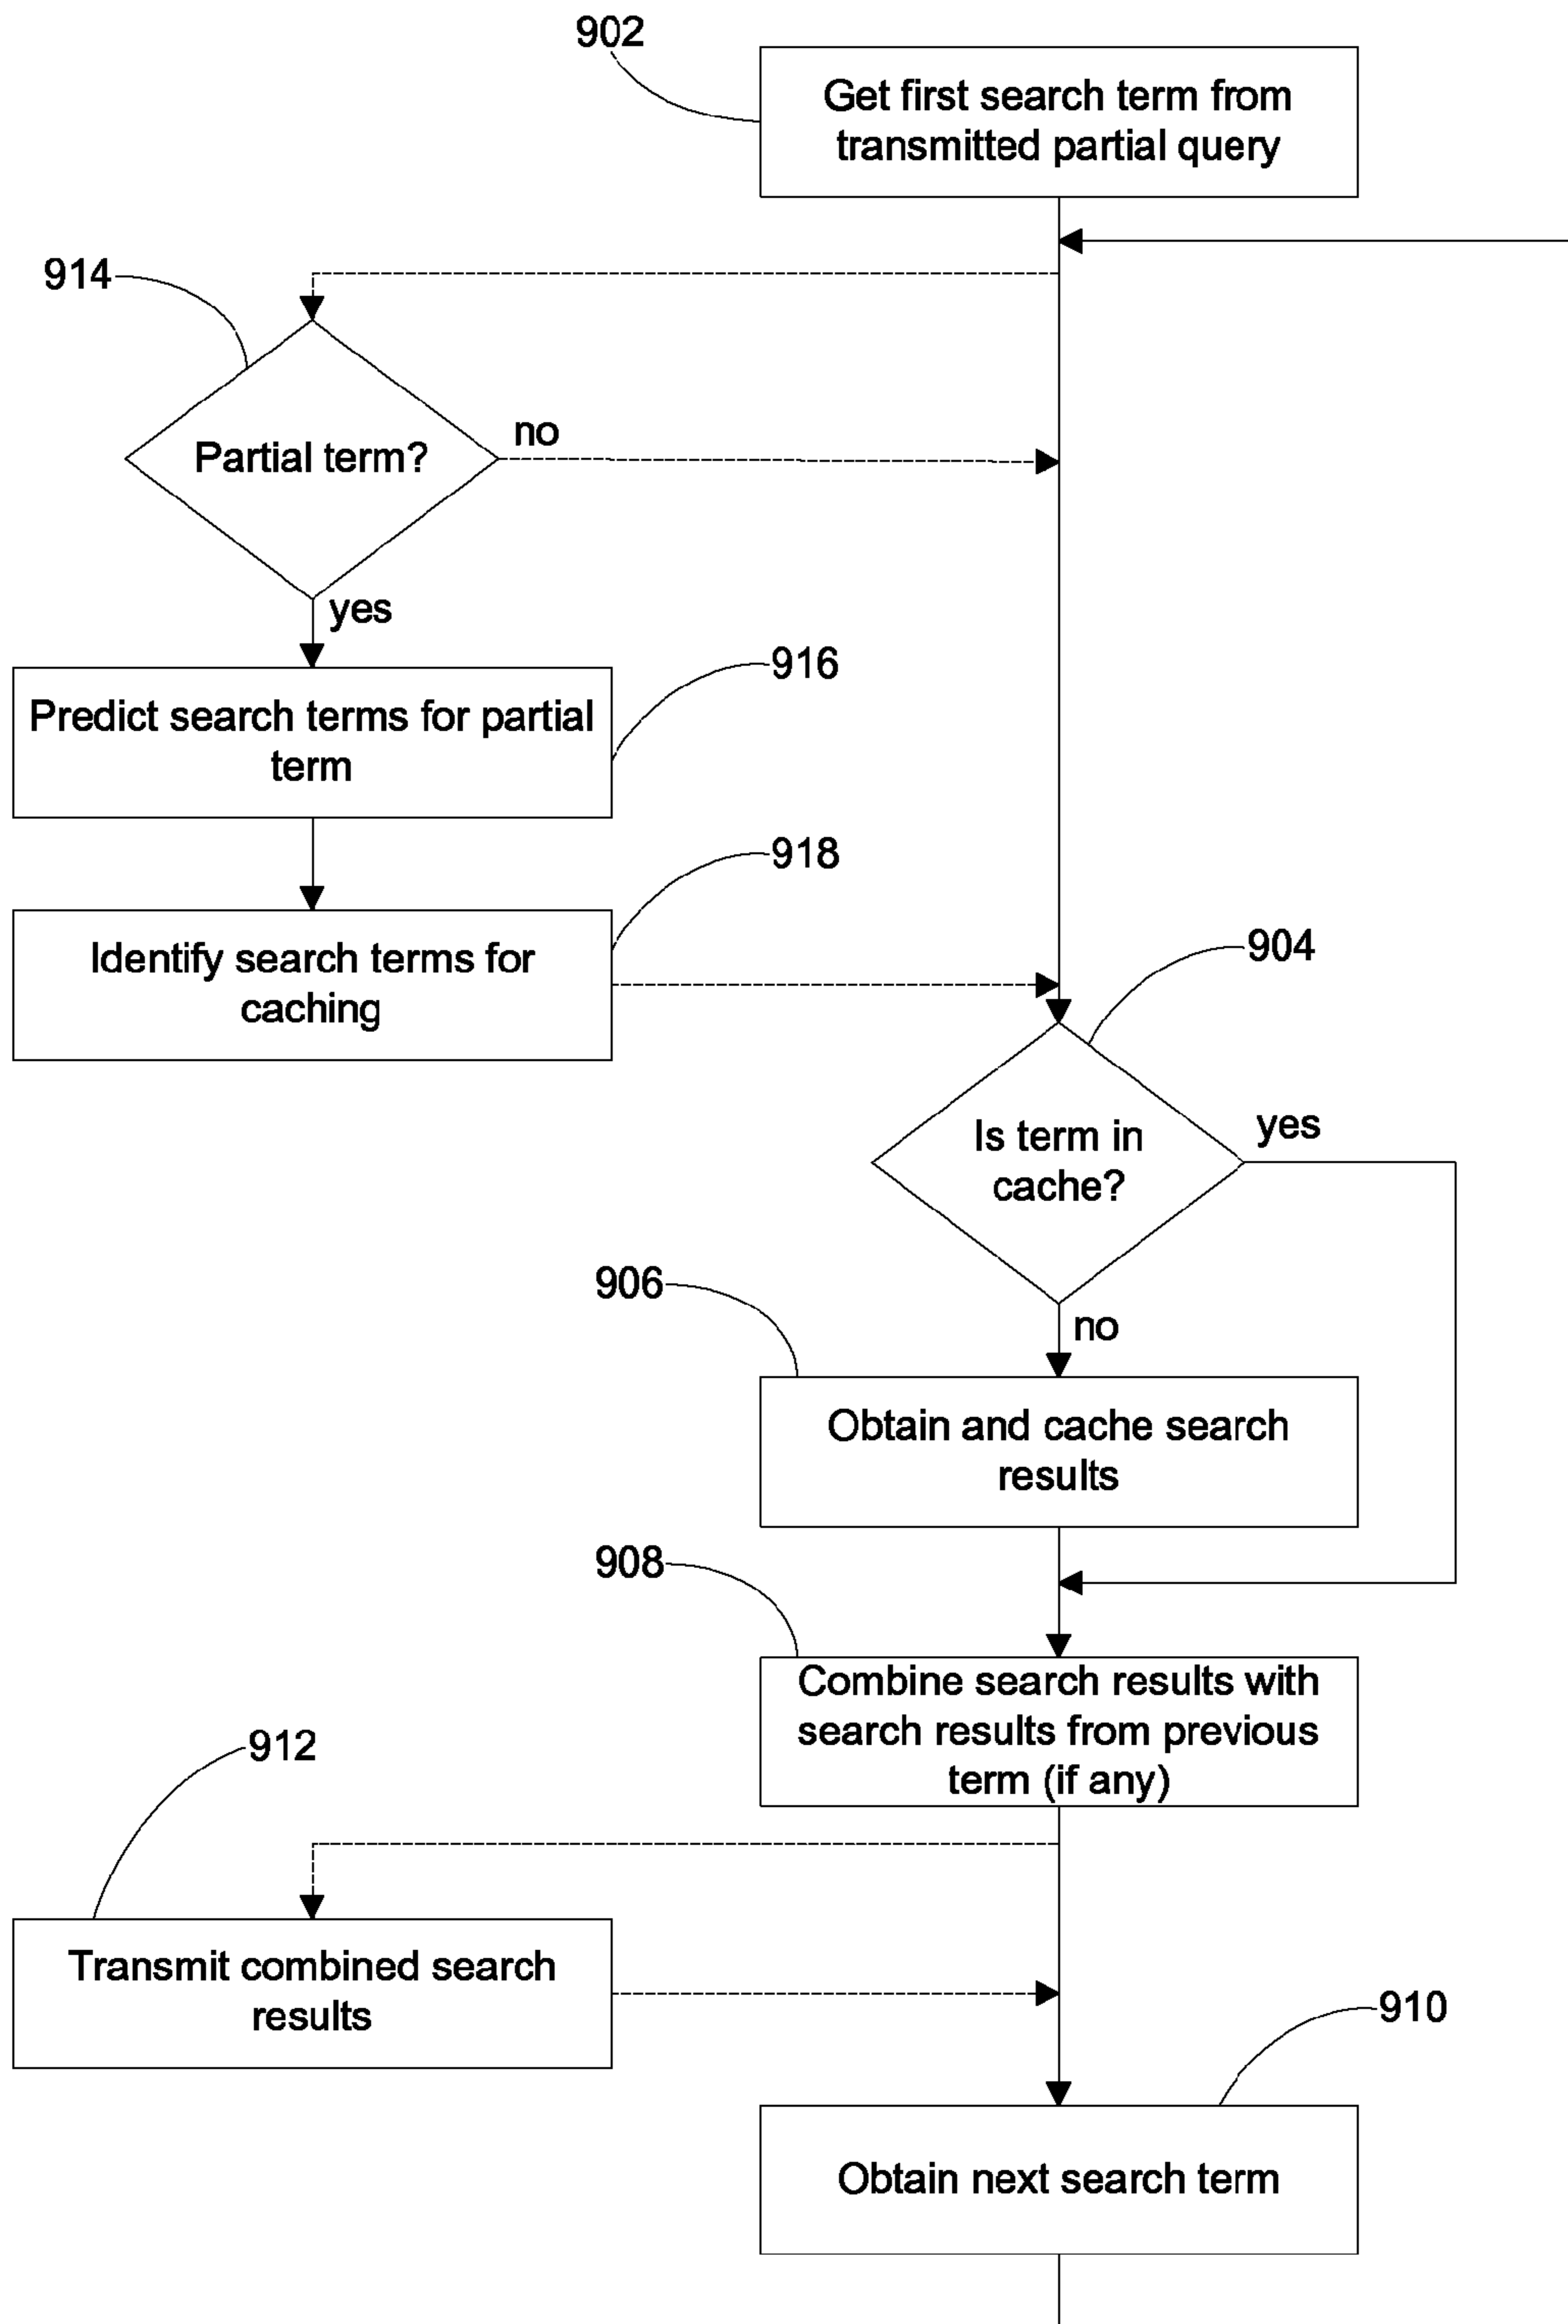 902
Get first search term from
transmitted partial query
914
Partial term?
no
yes
916
Predict search terms for partial
term
918
Identify search terms for
caching
904
Is term in
cache?
yes
906
no
Obtain and cache search
results
908
Combine search results with
search results from previous
term (if any)
912
Transmit combined search
results
910
Obtain next search term